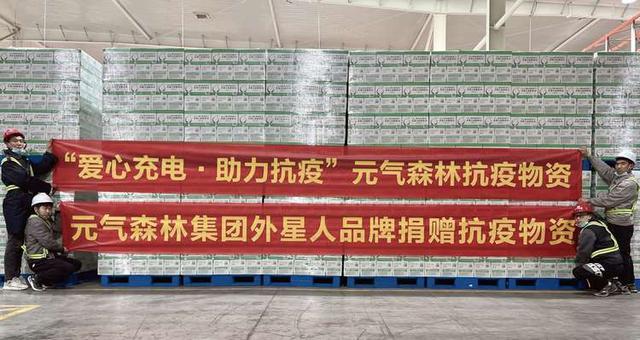 “爱心充电·助力抗疫”元气森林抗疫物资
元气森林集团外星人品牌捐赠抗疫物资